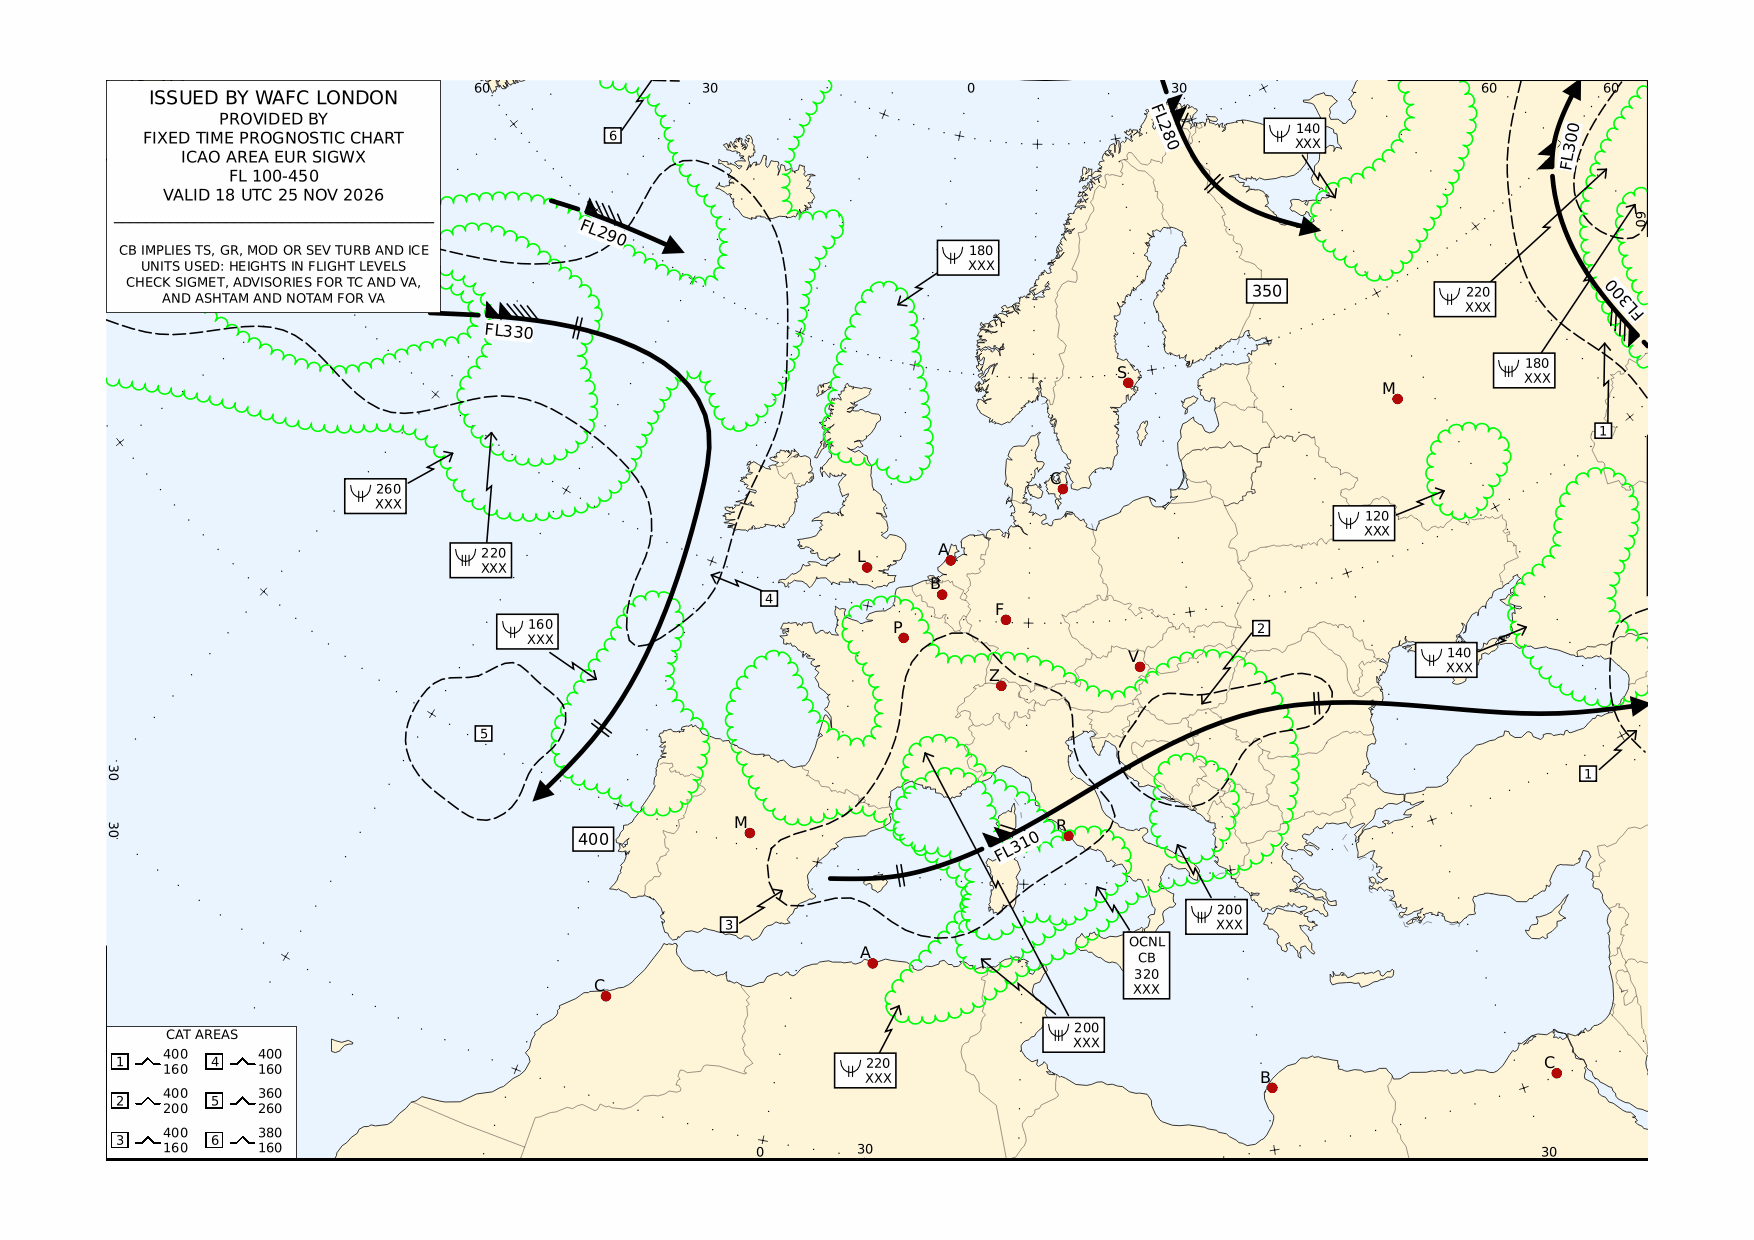 ISSUED BY WAFC LONDON
PROVIDED BY
FIXED TIME PROGNOSTIC CHART
ICAO AREA EUR SIGWX
FL 100-450
VALID 18 UTC 25 NOV 2026
CB IMPLIES TS, GR, MOD OR SEV TURB AND ICE
UNITS USED: HEIGHTS IN FLIGHT LEVELS
CHECK SIGMET, ADVISORIES FOR TC AND VA,
AND ASHTAM AND NOTAM FOR VA
60
30
0
30
60
60
6
FL280
140
XXX
FL300
60
FL290
180
XXX
350
220
XXX
FL300
FL330
180
XXX
S
M
1
260
XXX
C
120
XXX
220
XXX
L
A
B
4
160
XXX
P
F
2
V
140
XXX
Z
5
30
1
30
M
400
R
FL310
3
200
XXX
A
OCNL
CB
320
XXX
C
200
XXX
220
XXX
B
C
CAT AREAS
1 400
160
4 400
160
2 400
200
5 360
260
3 400
160
6 380
160
0
30
30